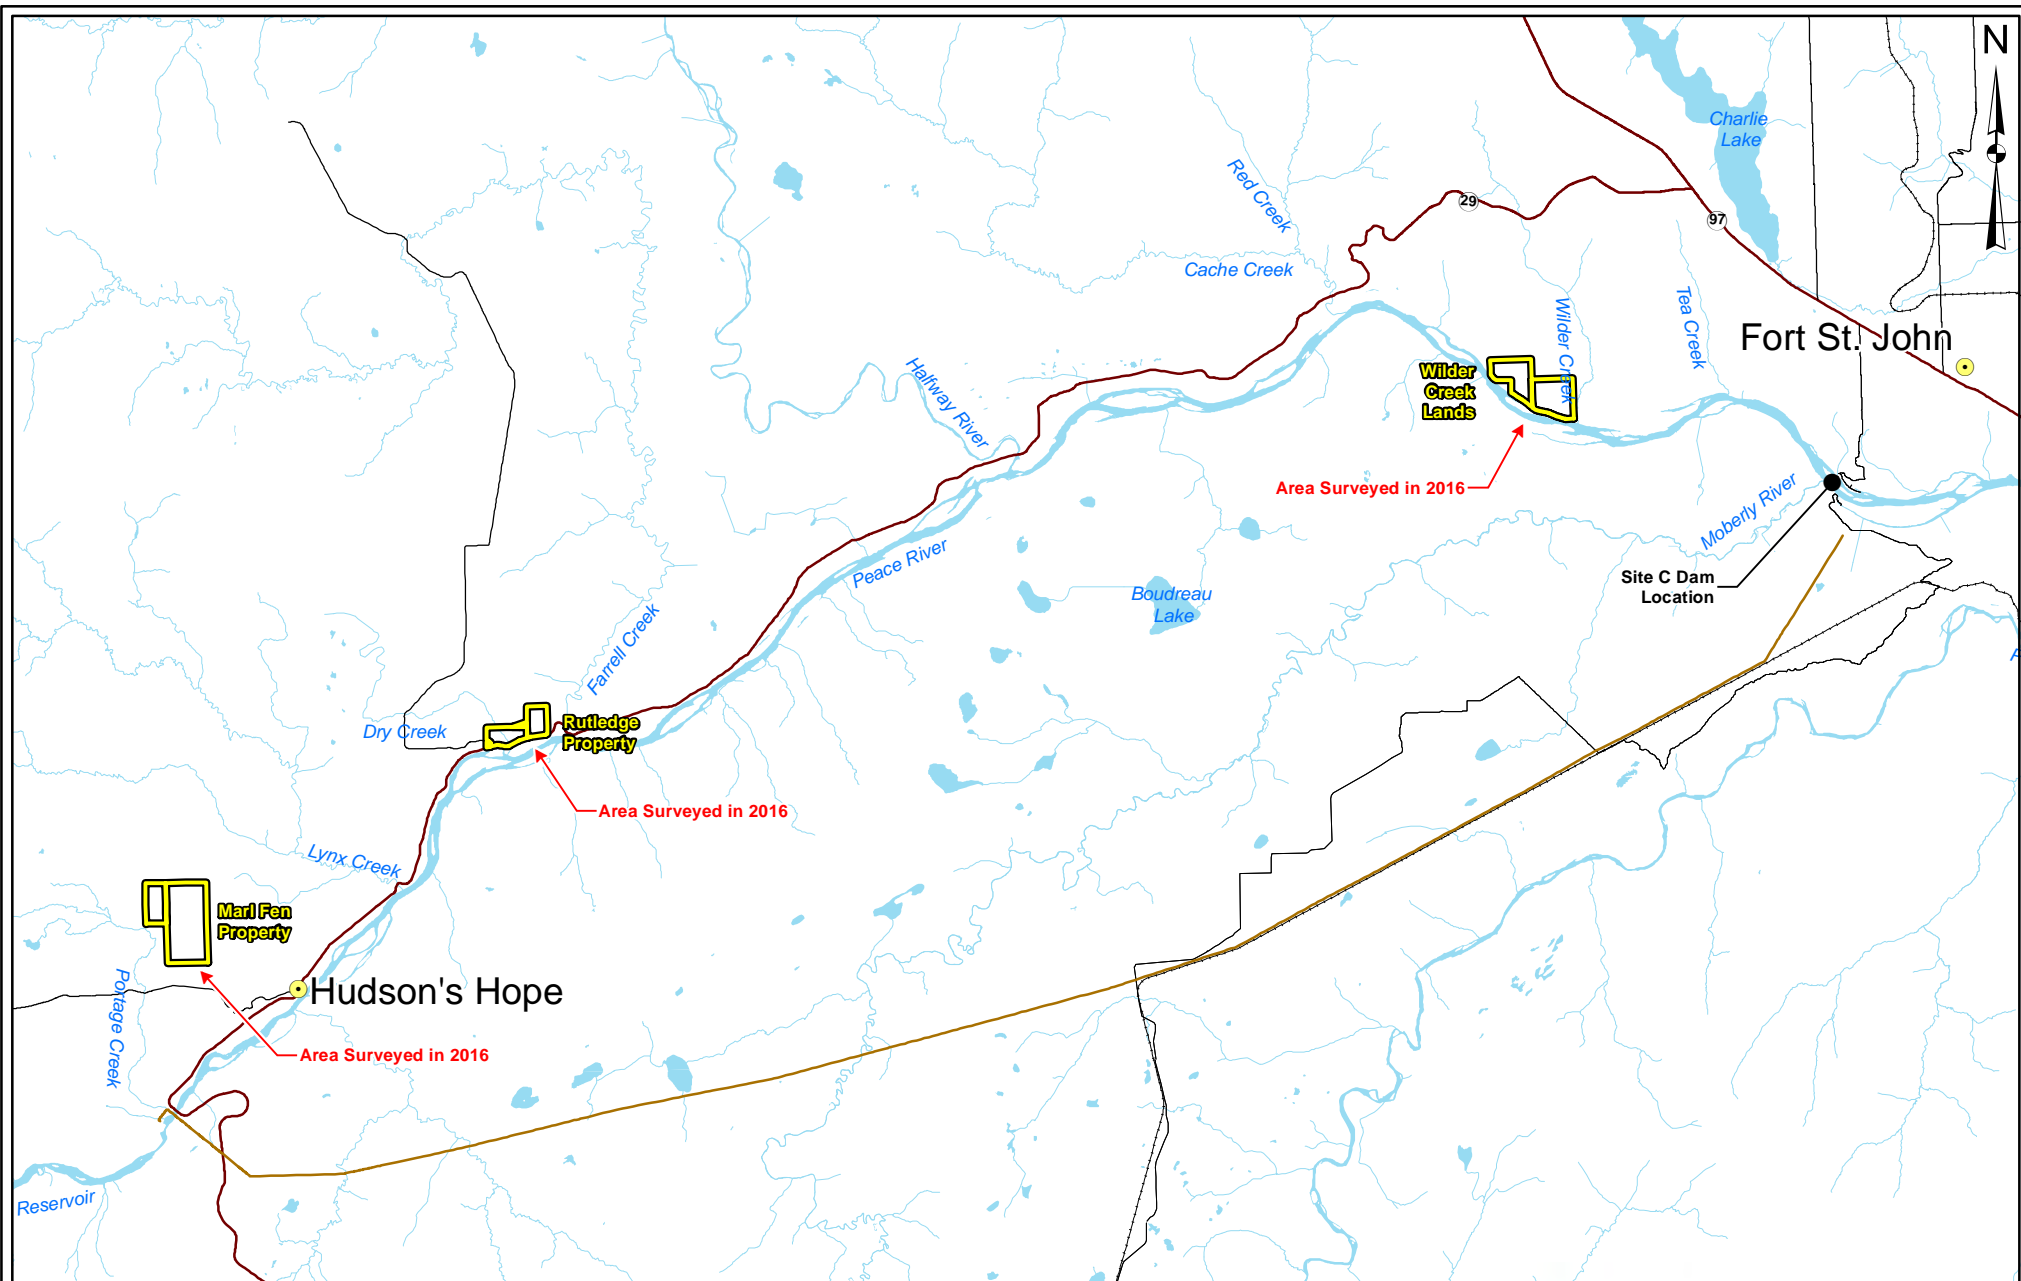 N
Charlie
Lake
Red Creek
29
97
Cache Creek
Tea Creek
Wilder Creek
Fort St. John
Halfway River
Wilder
Creek
Lands
Area Surveyed in 2016
Moberly River
Peace River
Site C Dam
Location
Boudreau
Lake
Farrell Creek
Dry Creek
Rutledge
Property
Area Surveyed in 2016
Lynx Creek
Marl Fen
Property
Portage Creek
Hudson's Hope
Area Surveyed in 2016
Reservoir